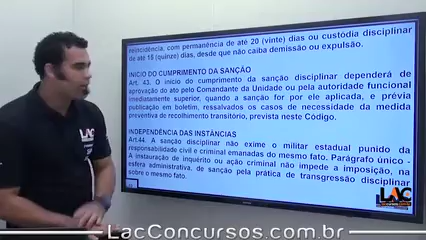 reincidência, com permanência de até 20 (vinte) dias ou custódia disciplinar
de até 15 (quinze) dias, desde que não caiba demissão ou expulsão.
INÍCIO DO CUMPRIMENTO DA SANÇÃO
Art. 43. O início do cumprimento da sanção disciplinar dependerá de
aprovação do ato pelo Comandante da Unidade ou pela autoridade funcional
imediatamente superior, quando a sanção for por ele aplicada, e prévia
publicação em boletim, ressalvados os casos de necessidade da medida
preventiva de recolhimento transitório, prevista neste Código.
INDEPENDÊNCIA DAS INSTÂNCIAS
Art.44. A sanção disciplinar não exime o militar estadual punido da
responsabilidade civil e criminal emanadas do mesmo fato. Parágrafo único -
A instauração de inquérito ou ação criminal não impede a imposição, na
esfera administrativa, de sanção pela prática de transgressão disciplinar
sobre o mesmo fato.
LAC
LAC
LacConcursos.com.br